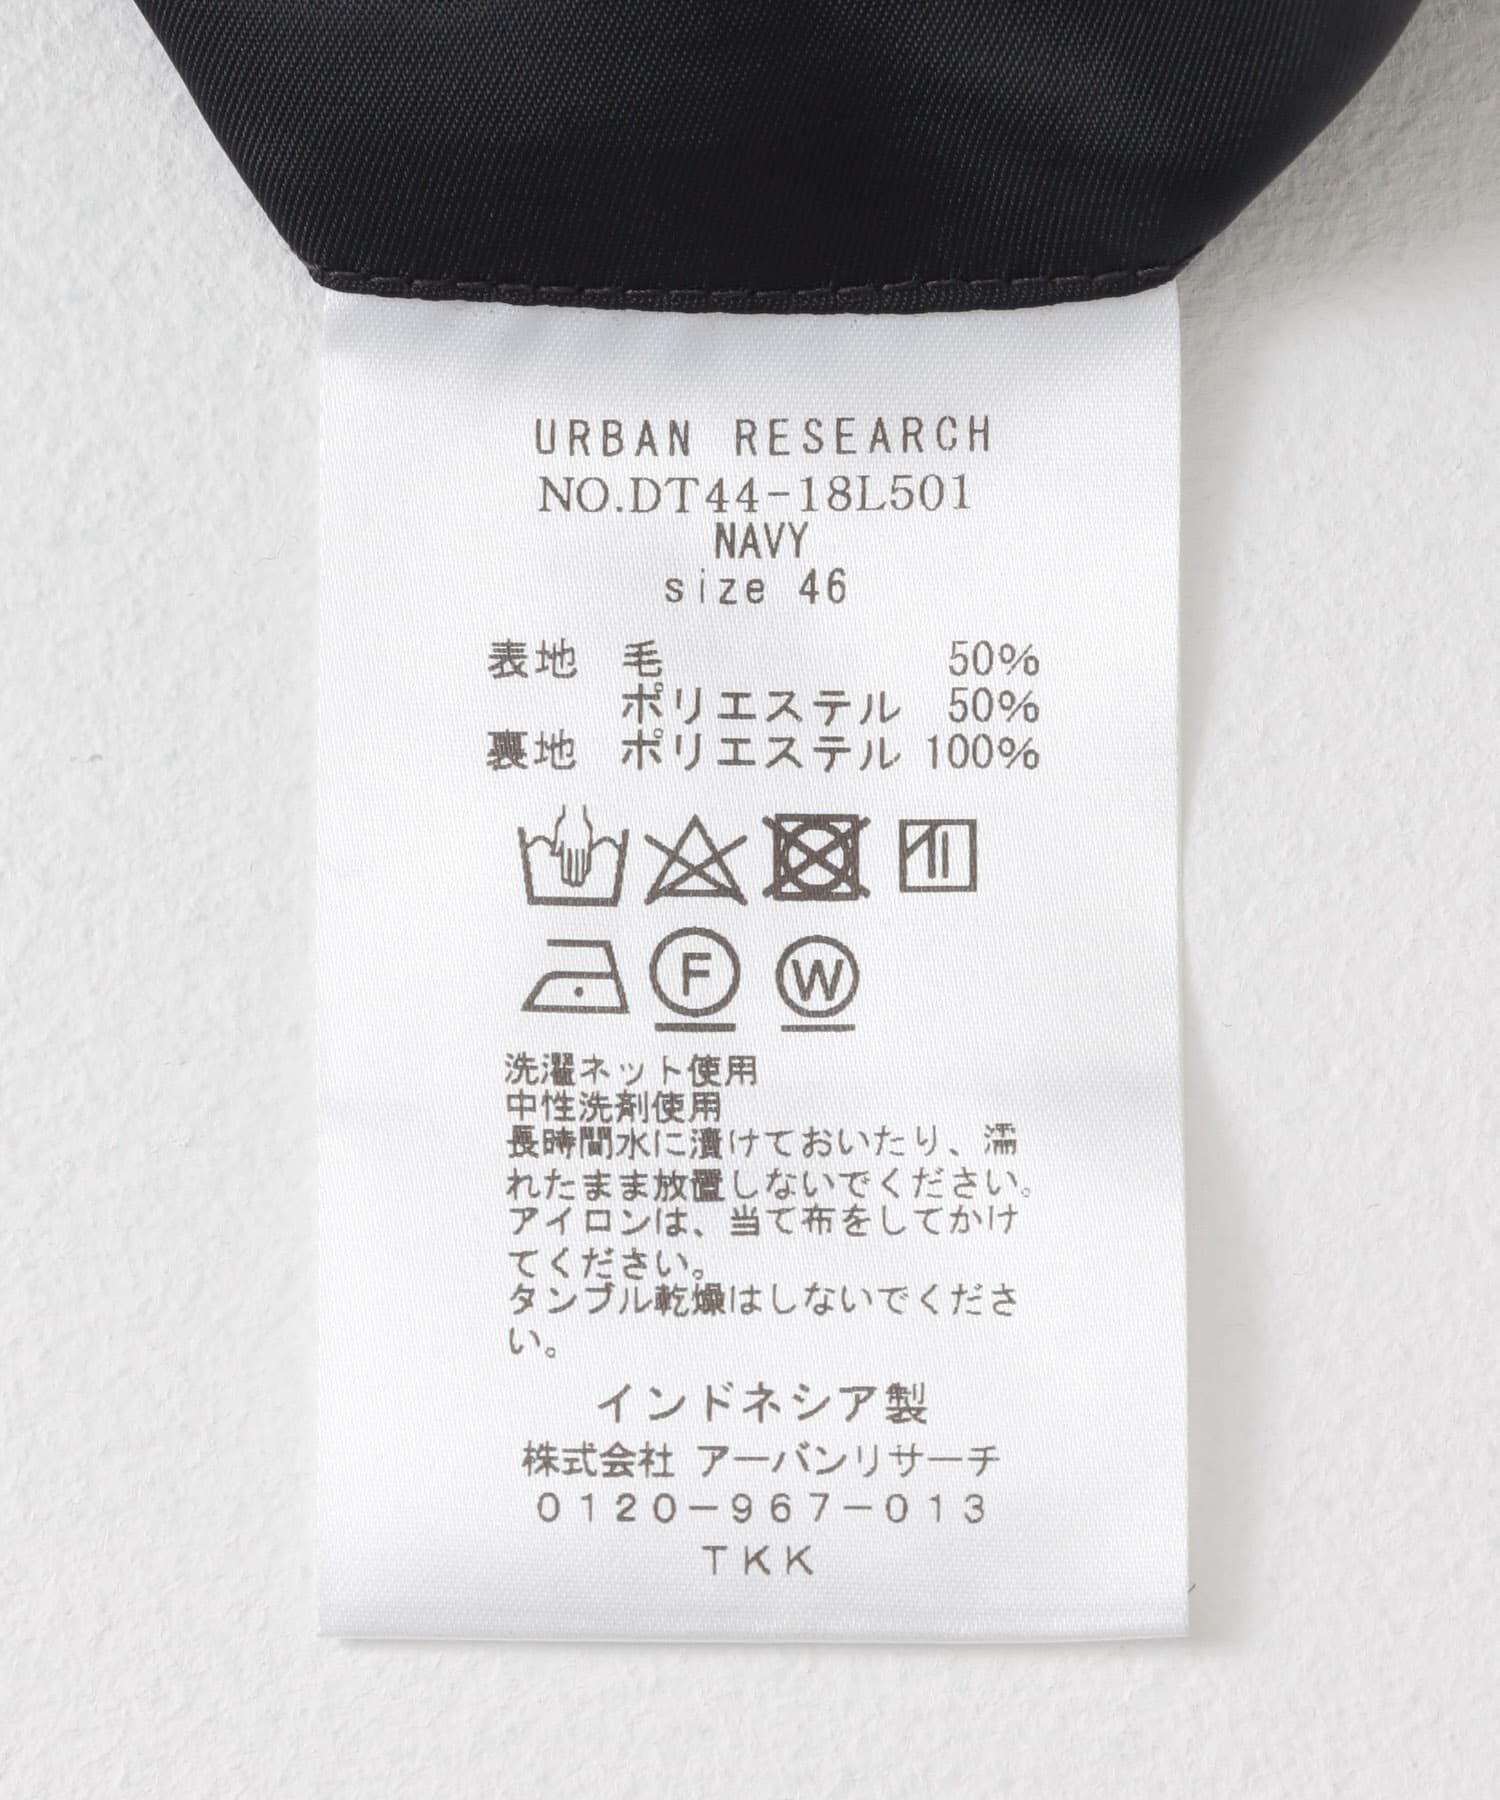 URBAN RESEARCH
NO.DT44-18L501
NAVY
size 46
表地 毛 50%
ポリエステル 50%
裏地 ポリエステル 100%
F W
洗濯ネット使用
中性洗剤使用
長時間水に漬けておいたり、濡
れたまま放置しないでください。
アイロンは、当て布をしてかけ
てください。
タンブル乾燥はしないでくださ
い。
インドネシア製
株式会社 アーバンリサーチ
0120-967-013
TKK